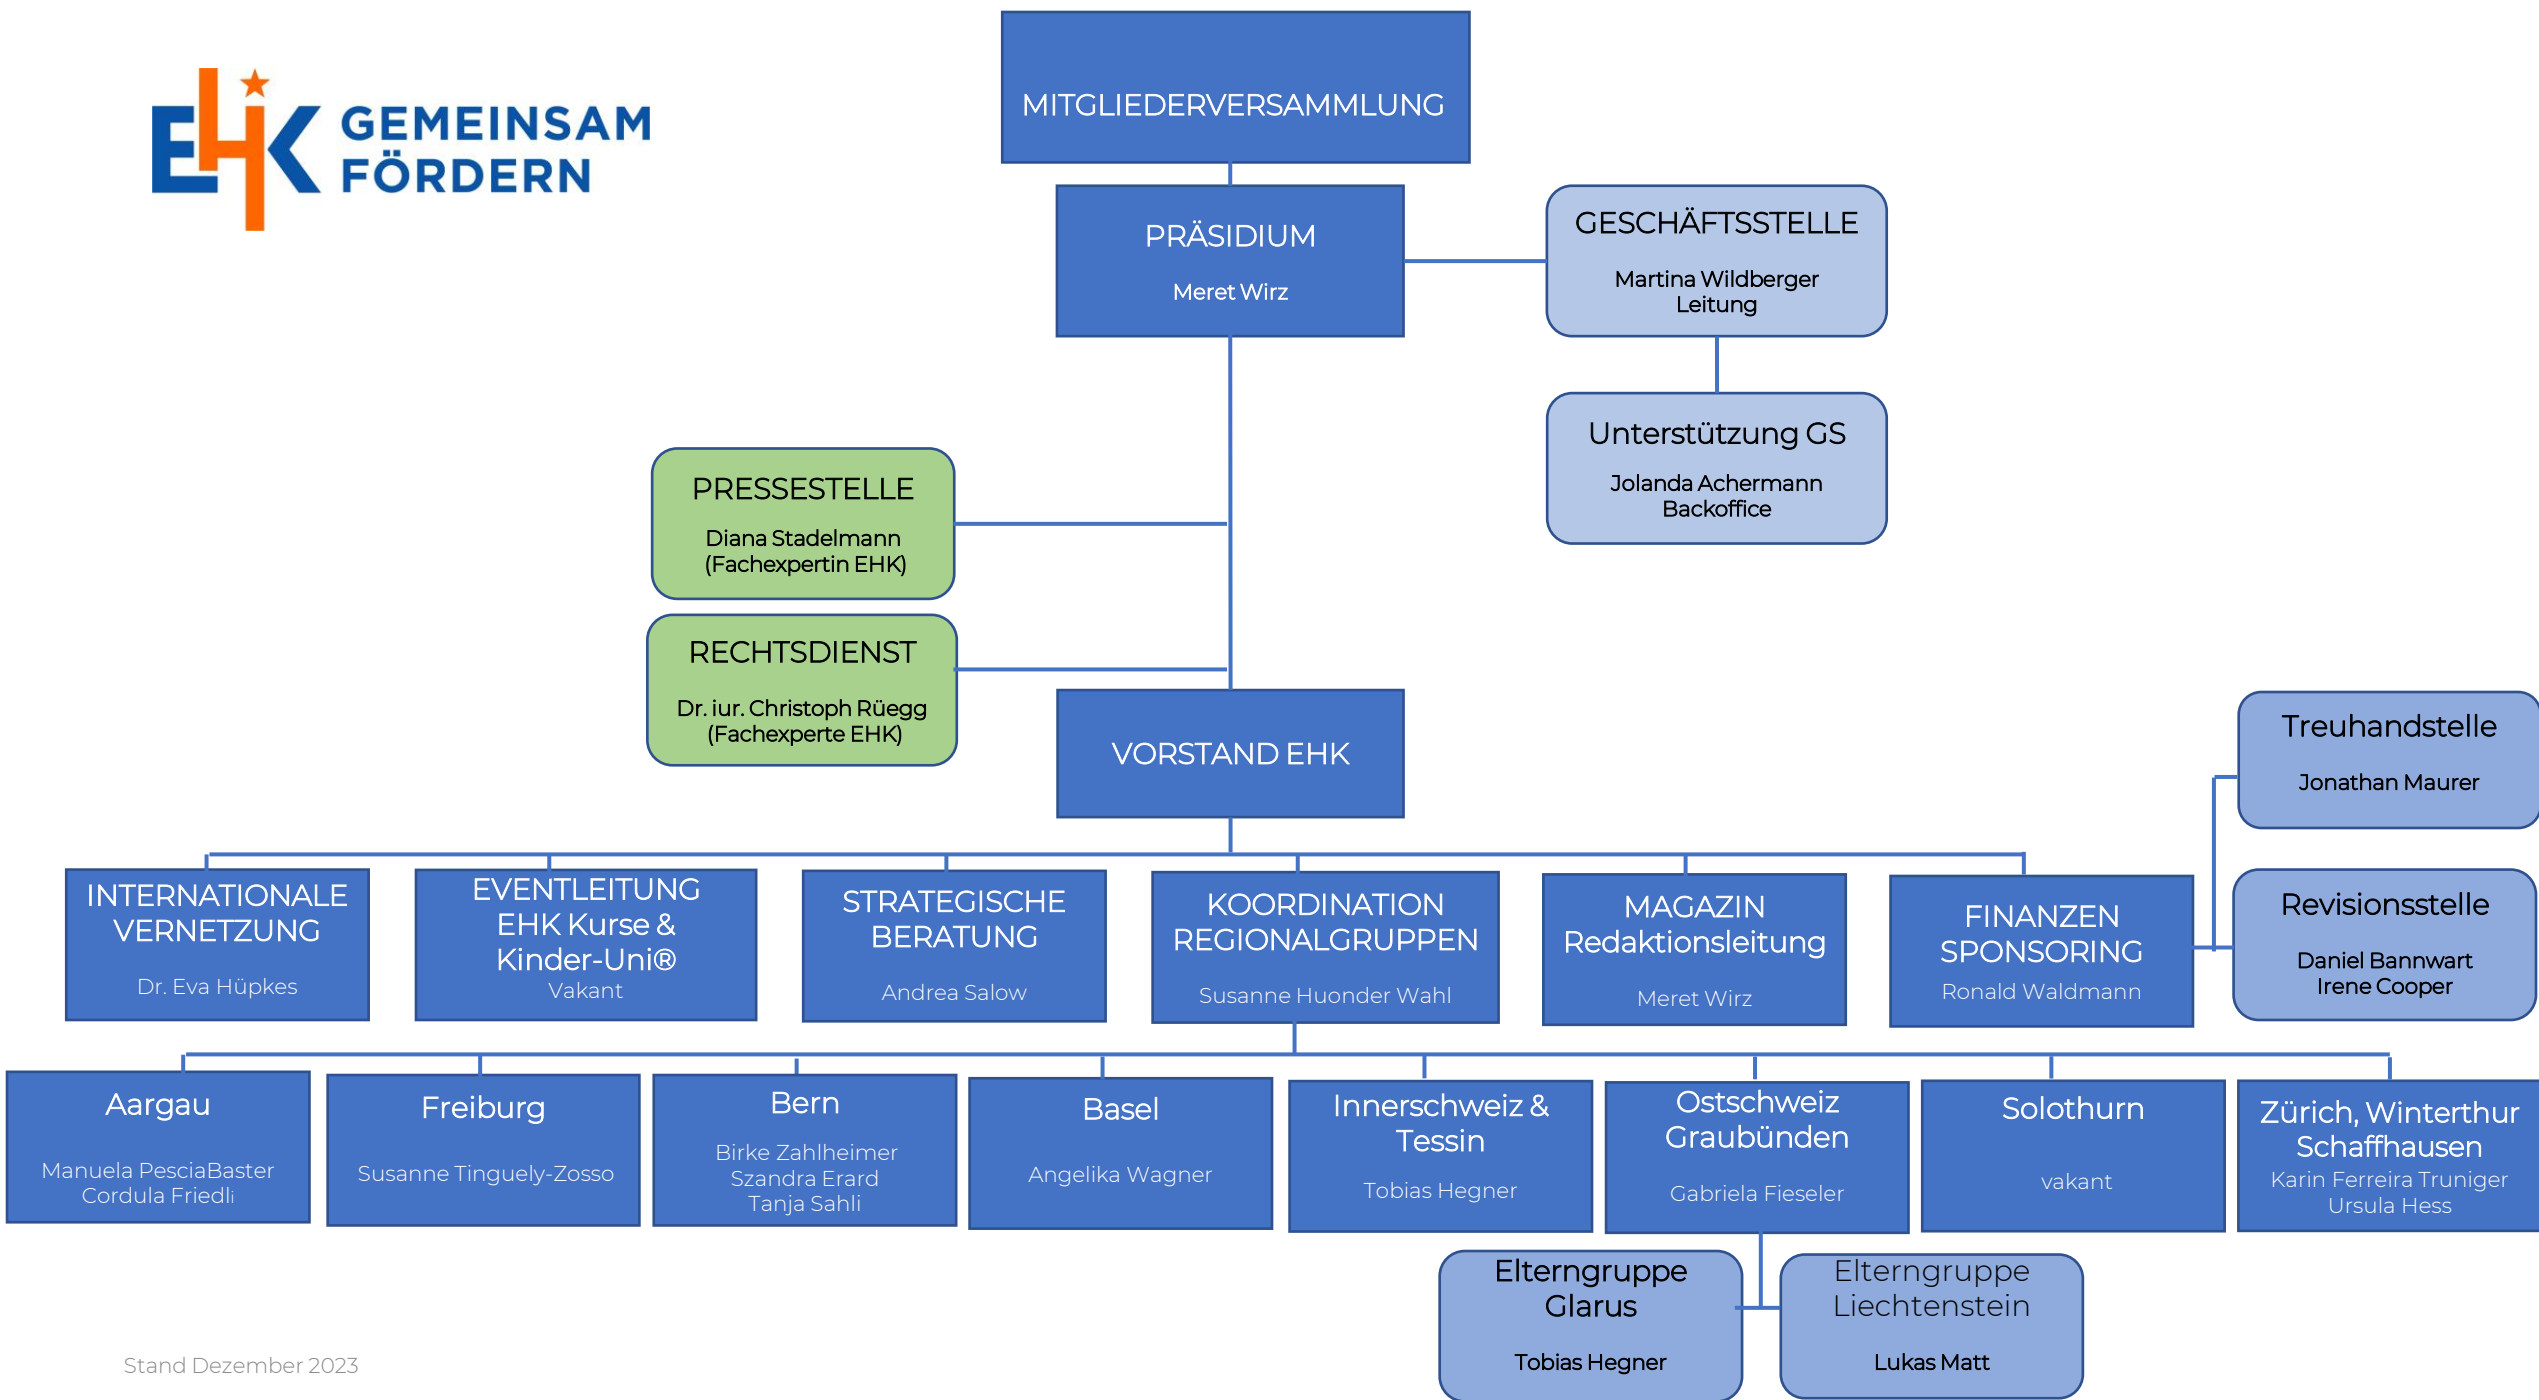 EHK GEMEINSAM
FÖRDERN
MITGLIEDERVERSAMMLUNG
PRÄSIDIUM
Meret Wirz
GESCHÄFTSSTELLE
Martina Wildberger
Leitung
Unterstützung GS
Jolanda Achermann
Backoffice
PRESSESTELLE
Diana Stadelmann
(Fachexpertin EHK)
RECHTSDIENST
Dr. iur. Christoph Rüegg
(Fachexperte EHK)
VORSTAND EHK
Treuhandstelle
Jonathan Maurer
INTERNATIONALE
VERNETZUNG
Dr. Eva Hüpkes
EVENTLEITUNG
EHK Kurse &
Kinder-Uni®
Vakant
STRATEGISCHE
BERATUNG
Andrea Salow
KOORDINATION
REGIONALGRUPPEN
Susanne Huonder Wahl
MAGAZIN
Redaktionsleitung
Meret Wirz
FINANZEN
SPONSORING
Ronald Waldmann
Revisionsstelle
Daniel Bannwart
Irene Cooper
Aargau
Manuela PesciaBaster
Cordula Friedli
Freiburg
Susanne Tinguely-Zosso
Bern
Birke Zahlheimer
Szandra Erard
Tanja Sahli
Basel
Angelika Wagner
Innerschweiz &
Tessin
Tobias Hegner
Ostschweiz
Graubünden
Gabriela Fieseler
Solothurn
vakant
Zürich, Winterthur
Schaffhausen
Karin Ferreira Truniger
Ursula Hess
Elterngruppe
Glarus
Tobias Hegner
Elterngruppe
Liechtenstein
Lukas Matt
Stand Dezember 2023